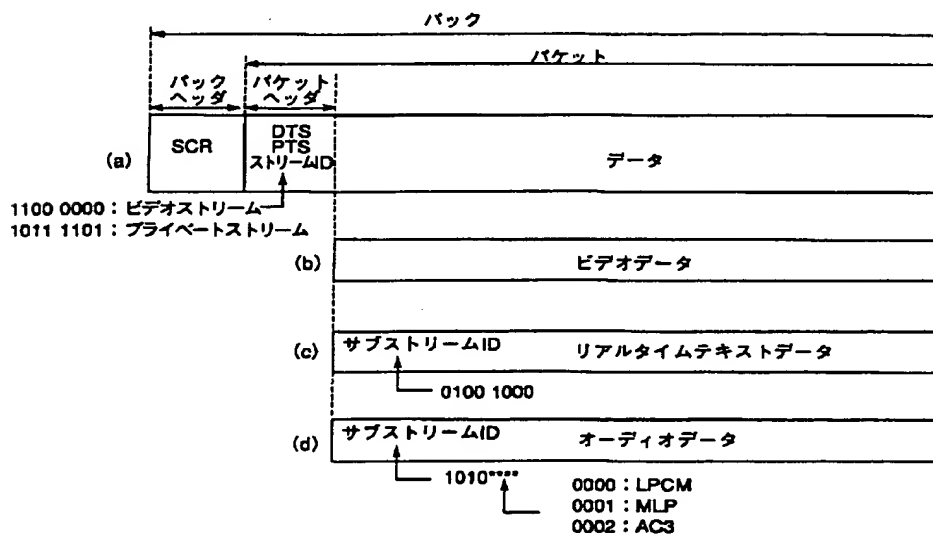 パック
パケット
パック
ヘッダ
パケット
ヘッダ
(a)
SCR
DTS
PTS
ストリームID
データ
1100 0000 : ビデオストリーム
1011 1101 : プライベートストリーム
(b)
ビデオデータ
(c)
サブストリームID
リアルタイムテキストデータ
0100 1000
(d)
サブストリームID
オーディオデータ
1010****
0000 : LPCM
0001 : MLP
0002 : AC3